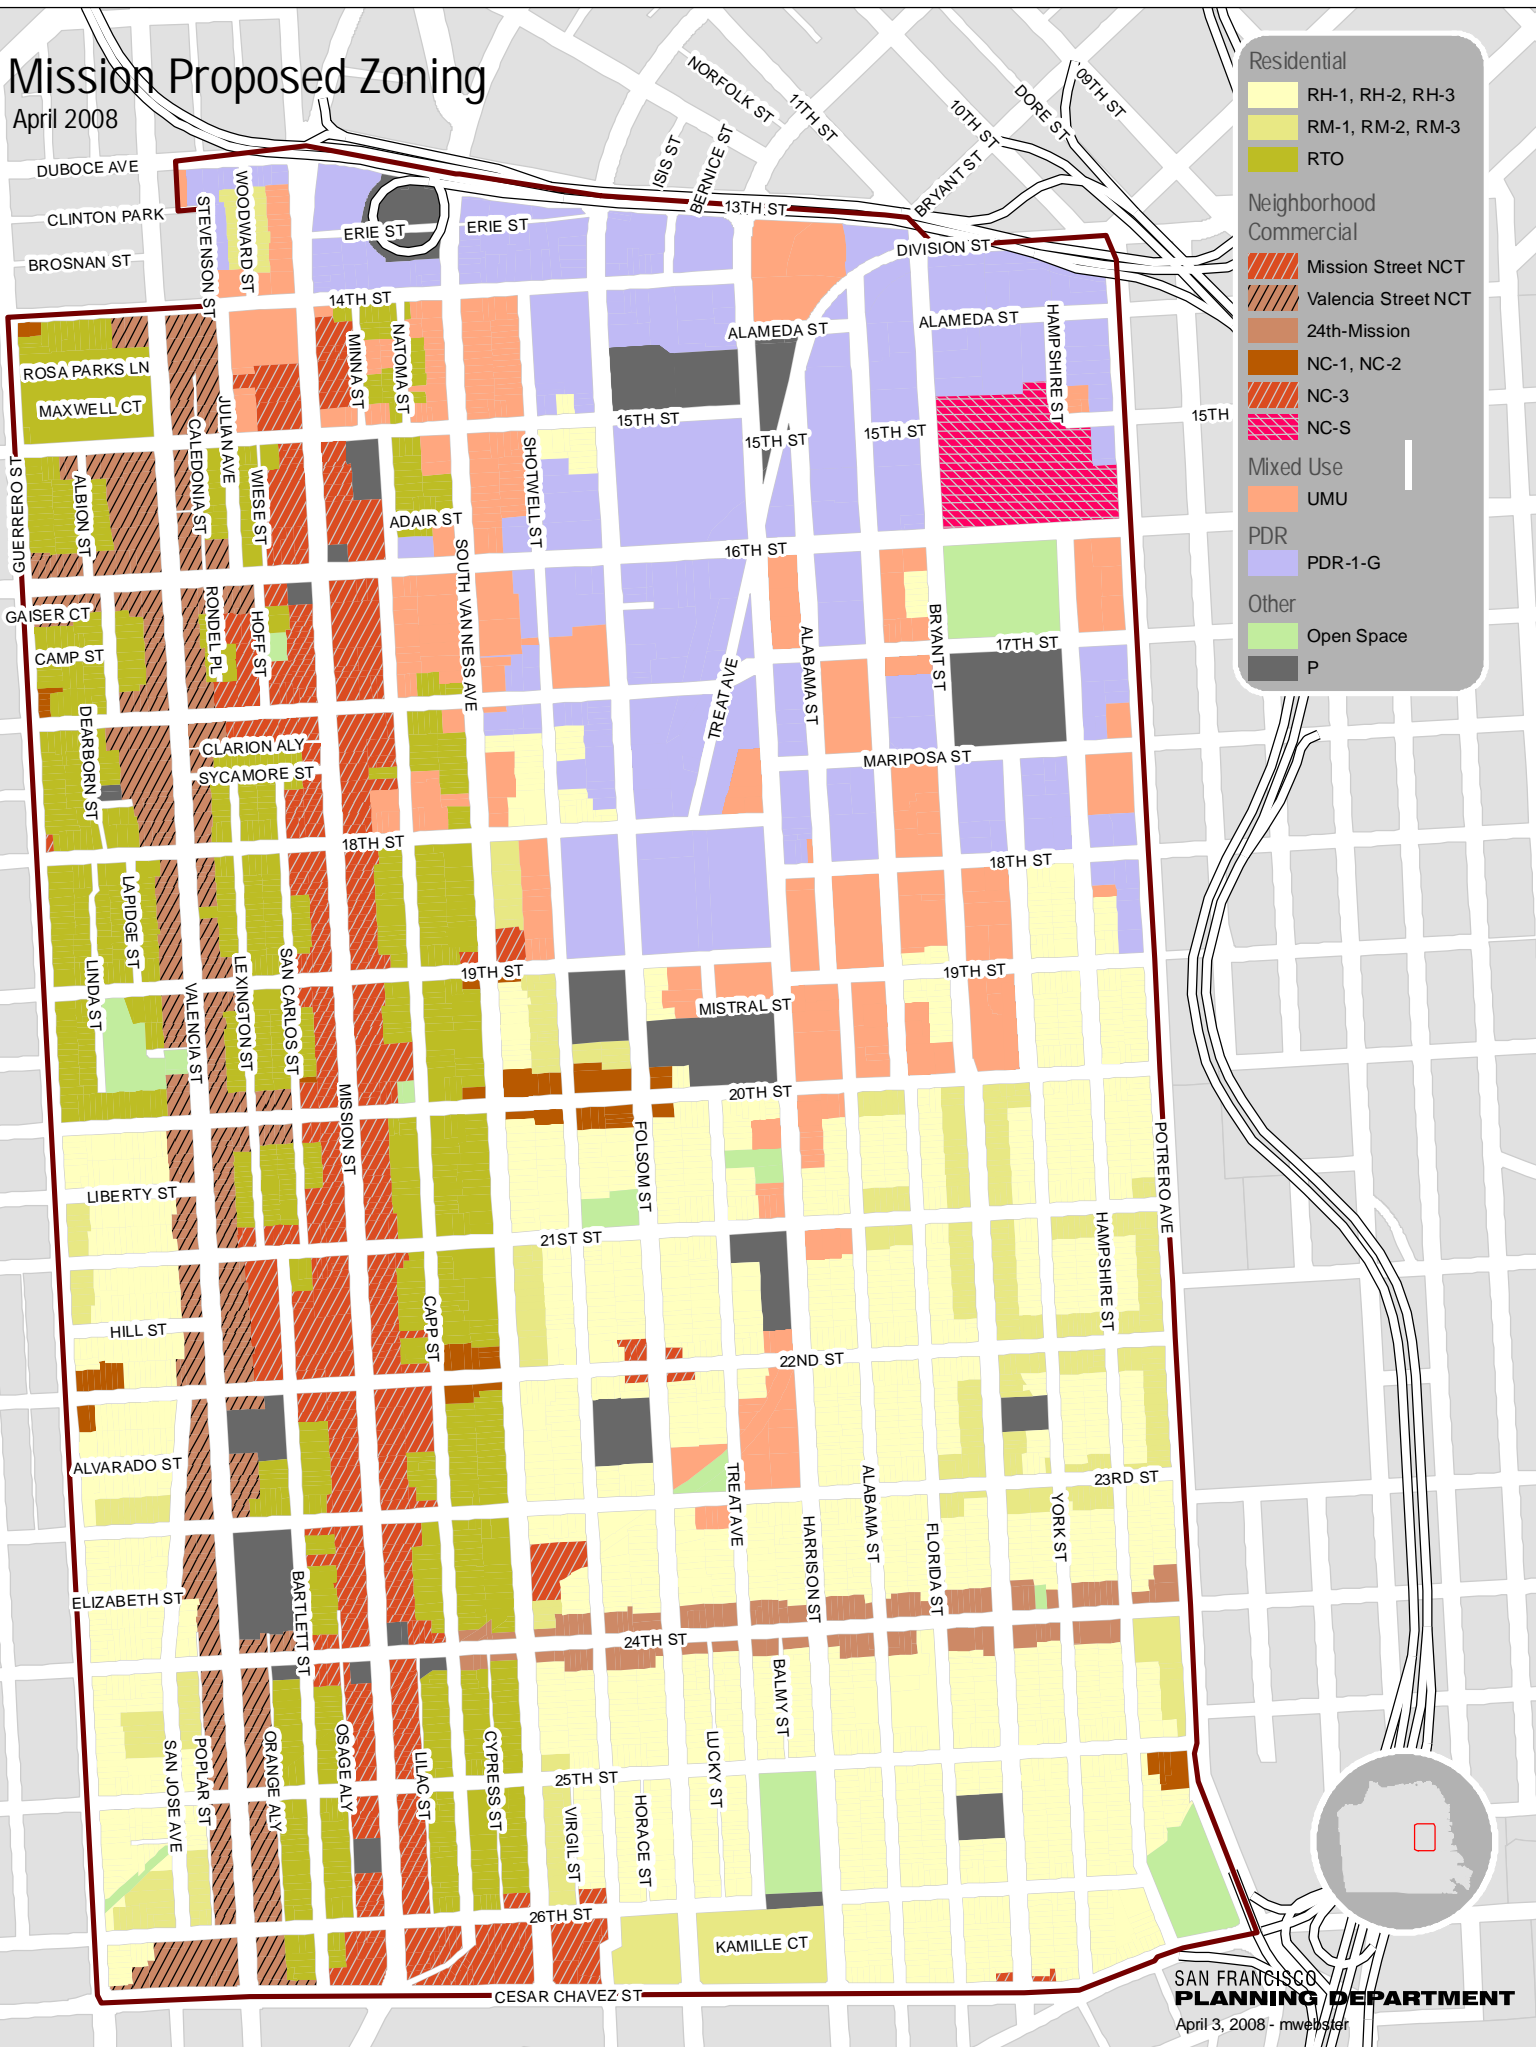 Mission Proposed Zoning
April 2008
Residential
RH-1, RH-2, RH-3
RM-1, RM-2, RM-3
RTO
Neighborhood
Commercial
Mission Street NCT
Valencia Street NCT
24th-Mission
NC-1, NC-2
NC-3
NC-S
Mixed Use
UMU
PDR
PDR-1-G
Other
Open Space
P
NORFOLK ST
11TH ST
10TH ST
DORE ST
09TH ST
ISIS ST
BERNICE ST
BRYANT ST
DUBOCE AVE
CLINTON PARK
BROSNAN ST
STEVENSON ST
WOODWARD ST
ERIE ST
ERIE ST
13TH ST
DIVISION ST
14TH ST
ALAMEDA ST
ALAMEDA ST
HAMPSHIRE ST
ROSA PARKS LN
MAXWELL CT
MINNA ST
NATOMA ST
JULIAN AVE
CALEDONIA ST
15TH ST
15TH ST
15TH ST
15TH
GUERRERO ST
ALBION ST
WIESE ST
ADAIR ST
SHOTWELL ST
SOUTH VAN NESS AVE
16TH ST
GAISER CT
CAMP ST
RONDEL PL
HOFF ST
TREAT AVE
ALABAMA ST
BRYANT ST
17TH ST
DEARBORN ST
CLARION ALY
SYCAMORE ST
MARIPOSA ST
18TH ST
18TH ST
LAPIDGE ST
LINDA ST
VALENCIA ST
LEXINGTON ST
SAN CARLOS ST
19TH ST
19TH ST
MISTRAL ST
MISSION ST
20TH ST
FOLSOM ST
POTRERO AVE
LIBERTY ST
21ST ST
HAMPSHIRE ST
HILL ST
CAPP ST
22ND ST
ALVARADO ST
TREAT AVE
ALABAMA ST
23RD ST
HARRISON ST
FLORIDA ST
YORK ST
ELIZABETH ST
BARTLETT ST
24TH ST
BALMY ST
SAN JOSE AVE
POPLAR ST
ORANGE ALY
OSAGE ALY
LILAC ST
CYPRESS ST
25TH ST
LUCKY ST
VIRGIL ST
HORACE ST
26TH ST
KAMILLE CT
CESAR CHAVEZ ST
SAN FRANCISCO
PLANNING DEPARTMENT
April 3, 2008 - mwebster